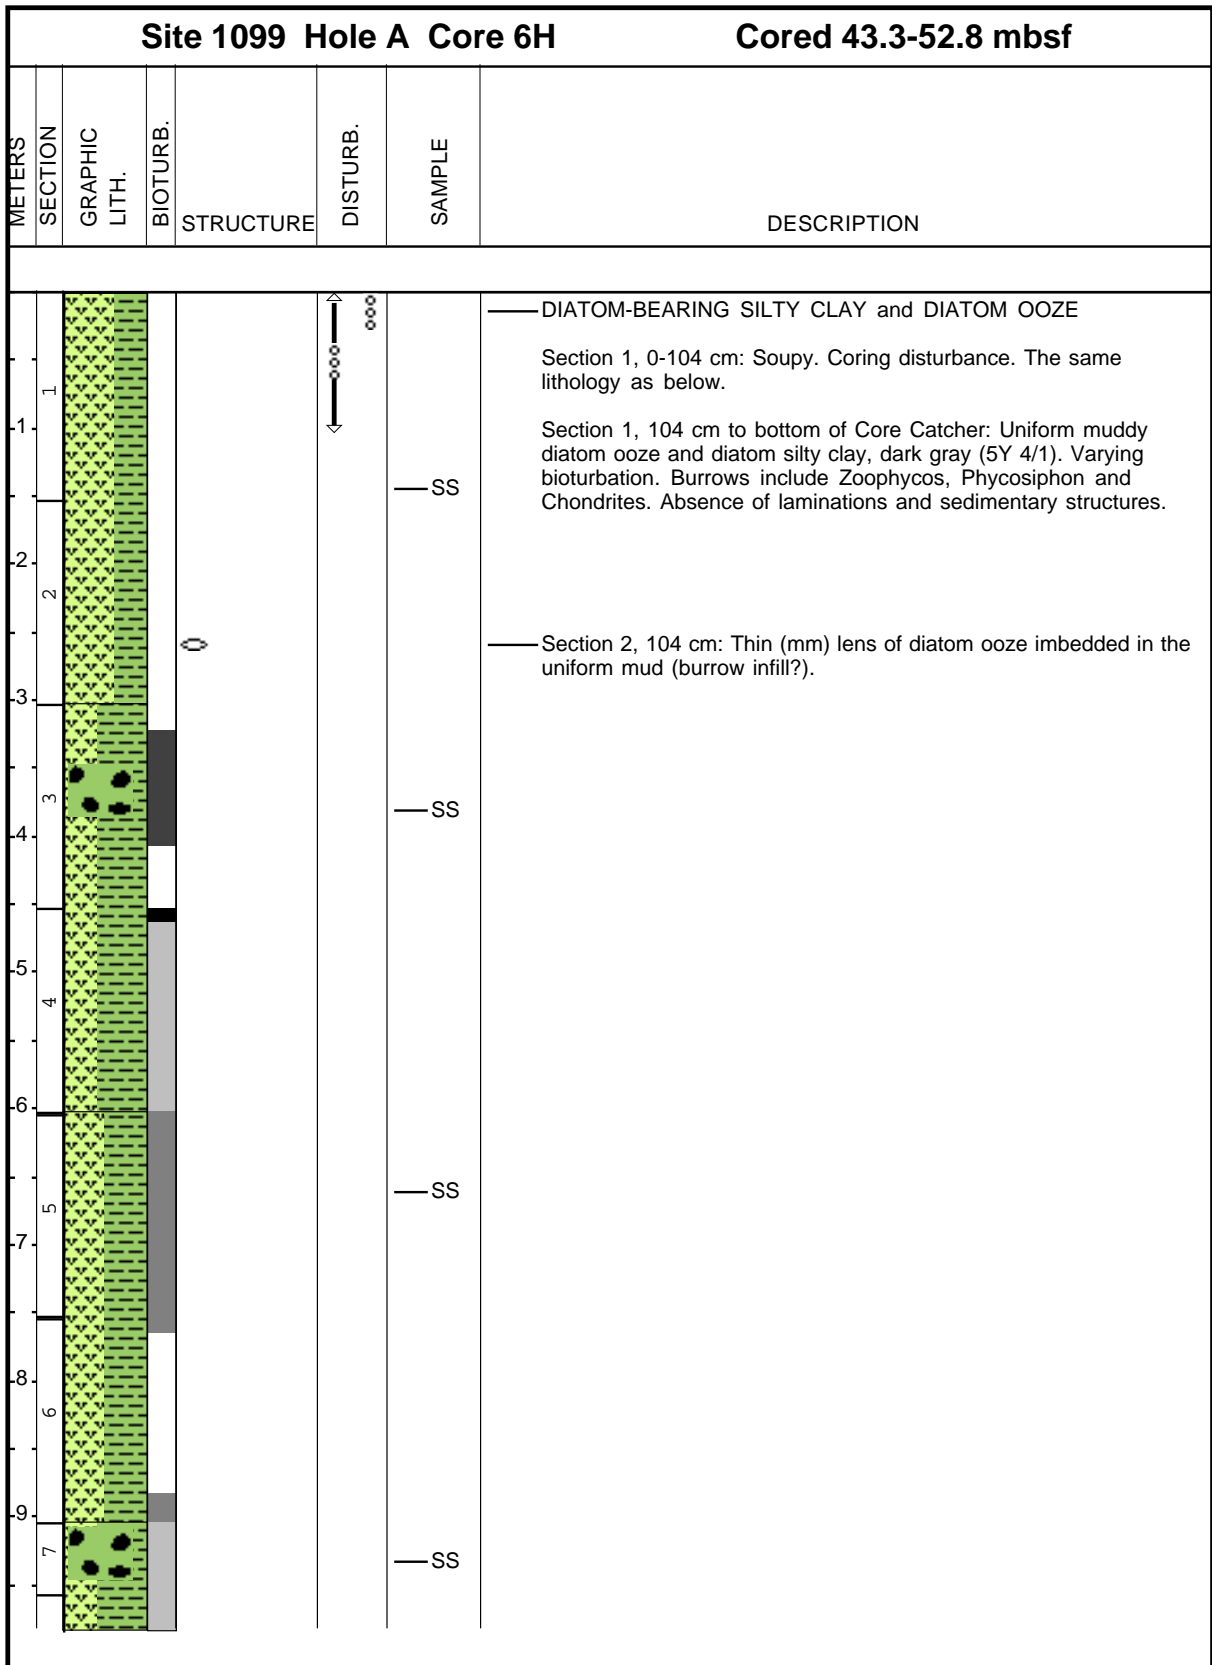 Site 1099 Hole A Core 6H Cored 43.3-52.8 mbsf
METERS
SECTION
GRAPHIC
LITH.
BIOTURB.
STRUCTURE
DISTURB.
SAMPLE
DESCRIPTION
DIATOM-BEARING SILTY CLAY and DIATOM OOZE
Section 1, 0-104 cm: Soupy. Coring disturbance. The same
lithology as below.
1
1
Section 1, 104 cm to bottom of Core Catcher: Uniform muddy
diatom ooze and diatom silty clay, dark gray (5Y 4/1). Varying
bioturbation. Burrows include Zoophycos, Phycosiphon and
Chondrites. Absence of laminations and sedimentary structures.
SS
2
2
Section 2, 104 cm: Thin (mm) lens of diatom ooze imbedded in the
uniform mud (burrow infill?).
3
3
SS
4
5
4
6
SS
5
7
8
6
9
7
SS